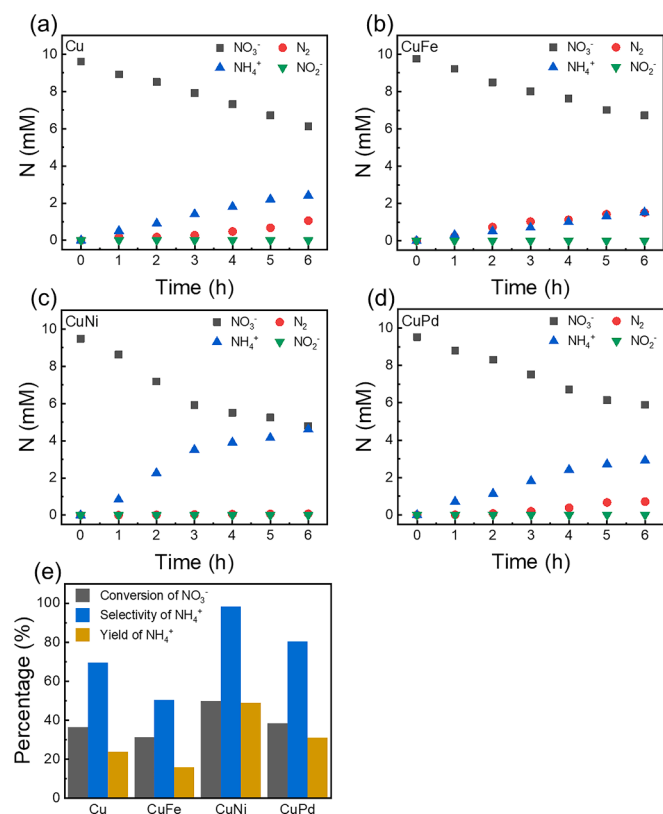 (a)
Cu
NO₃⁻
N₂
NH₄⁺
NO₂⁻
N (mM)
10
8
6
4
2
0
0 1 2 3 4 5 6
Time (h)
(b)
CuFe
NO₃⁻
N₂
NH₄⁺
NO₂⁻
N (mM)
10
8
6
4
2
0
0 1 2 3 4 5 6
Time (h)
(c)
CuNi
NO₃⁻
N₂
NH₄⁺
NO₂⁻
N (mM)
10
8
6
4
2
0
0 1 2 3 4 5 6
Time (h)
(d)
CuPd
NO₃⁻
N₂
NH₄⁺
NO₂⁻
N (mM)
10
8
6
4
2
0
0 1 2 3 4 5 6
Time (h)
(e)
Conversion of NO₃⁻
Selectivity of NH₄⁺
Yield of NH₄⁺
Percentage (%)
100
80
60
40
20
0
Cu CuFe CuNi CuPd